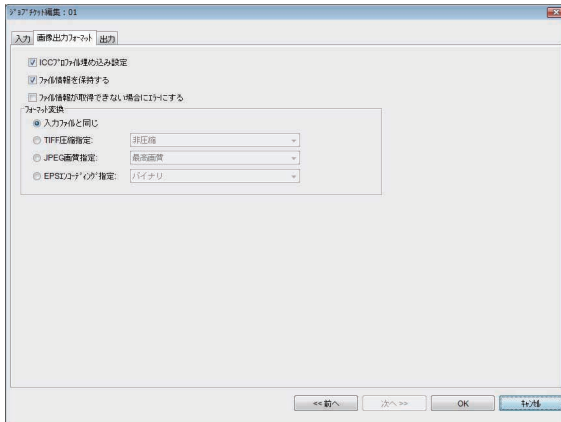 ｼﾞｮﾌﾞﾁｹｯﾄ編集：01
入力 画像出力ﾌｫｰﾏｯﾄ 出力
ICCﾌﾟﾛﾌｧｲﾙ埋め込み設定
ﾌｧｲﾙ情報を保持する
ﾌｧｲﾙ情報が取得できない場合にｴﾗｰにする
ﾌｫｰﾏｯﾄ変換
入力ファイルと同じ
TIFF圧縮指定: 非圧縮
JPEG画質指定: 最高画質
EPSｴﾝｺｰﾃﾞｨﾝｸﾞ指定: バイナリ
<< 前へ 次へ >> OK ｷｬﾝｾﾙ